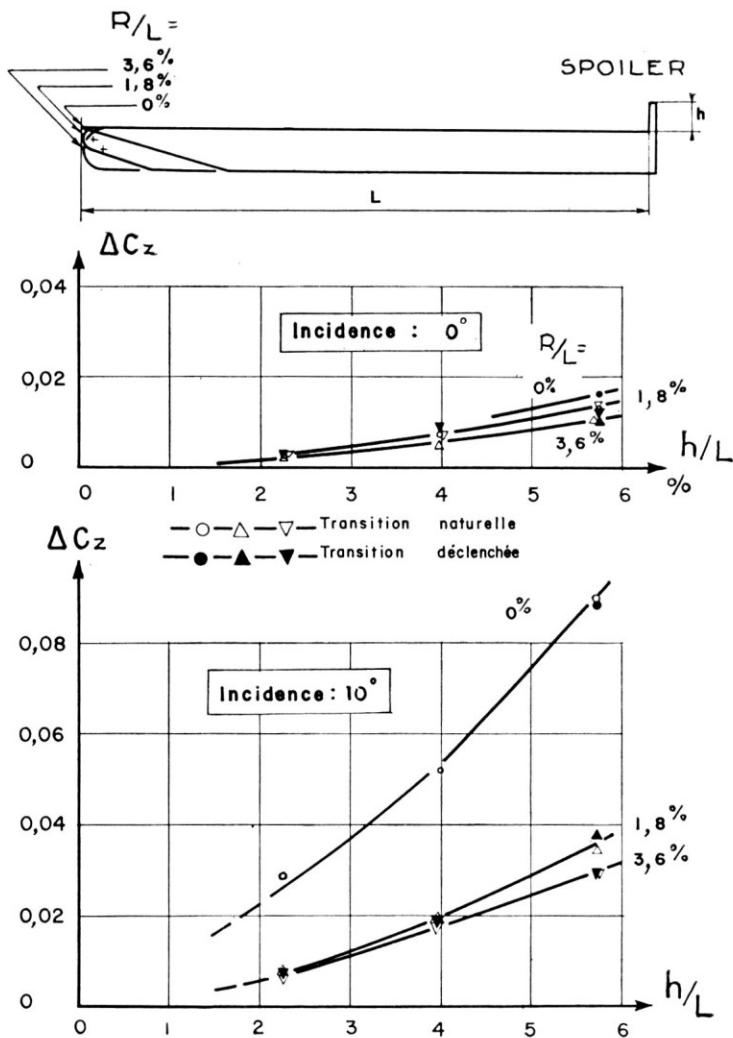 R/L =
3,6%
1,8%
0%
SPOILER
h
L
ΔCz
0,04
Incidence : 0°
R/L =
0,02
0%
1,8%
3,6%
0
h/L
0 1 2 3 4 5 6 %
ΔCz
Transition naturelle
Transition déclenchée
0%
0,08
Incidence : 10°
0,06
0,04
1,8%
3,6%
0,02
0
h/L
0 1 2 3 4 5 6